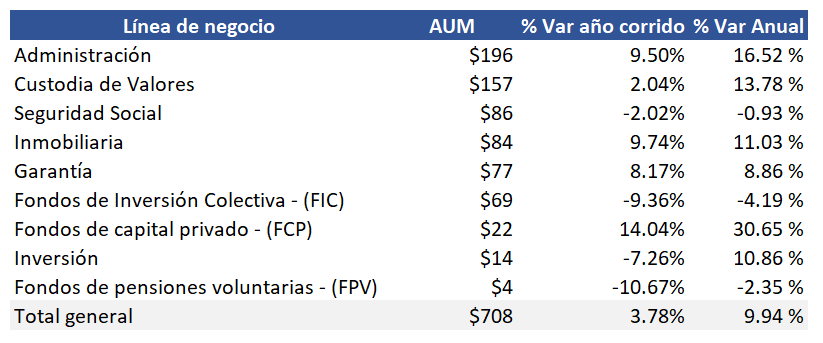 Línea de negocio AUM % Var año corrido % Var Anual
Administración $196 9.50% 16.52 %
Custodia de Valores $157 2.04% 13.78 %
Seguridad Social $86 -2.02% -0.93 %
Inmobiliaria $84 9.74% 11.03 %
Garantía $77 8.17% 8.86 %
Fondos de Inversión Colectiva - (FIC) $69 -9.36% -4.19 %
Fondos de capital privado - (FCP) $22 14.04% 30.65 %
Inversión $14 -7.26% 10.86 %
Fondos de pensiones voluntarias - (FPV) $4 -10.67% -2.35 %
Total general $708 3.78% 9.94 %